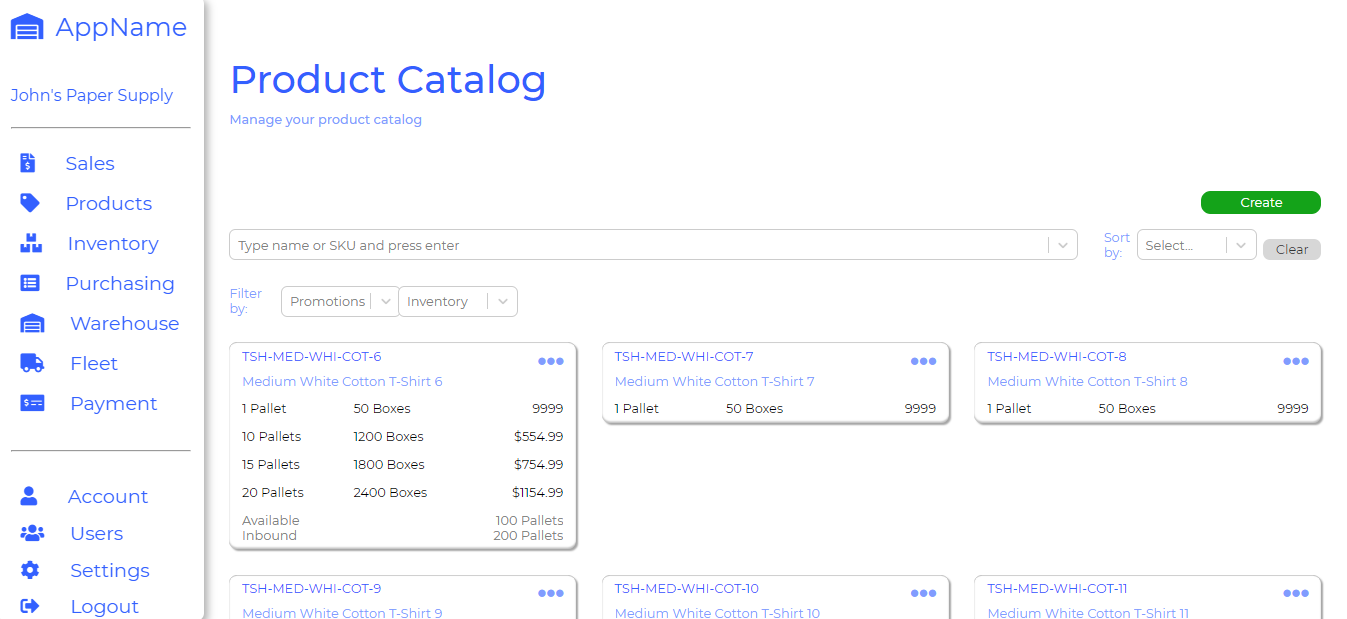 AppName
John's Paper Supply
Sales
Products
Inventory
Purchasing
Warehouse
Fleet
Payment
Account
Users
Settings
Logout
Product Catalog
Manage your product catalog
Create
Type name or SKU and press enter
Sort
by:
Select...
Clear
Filter
by:
Promotions
Inventory
TSH-MED-WHI-COT-6
Medium White Cotton T-Shirt 6
1 Pallet 50 Boxes 9999
10 Pallets 1200 Boxes $554.99
15 Pallets 1800 Boxes $754.99
20 Pallets 2400 Boxes $1154.99
Available 100 Pallets
Inbound 200 Pallets
TSH-MED-WHI-COT-7
Medium White Cotton T-Shirt 7
1 Pallet 50 Boxes 9999
TSH-MED-WHI-COT-8
Medium White Cotton T-Shirt 8
1 Pallet 50 Boxes 9999
TSH-MED-WHI-COT-9
Medium White Cotton T-Shirt 9
TSH-MED-WHI-COT-10
Medium White Cotton T-Shirt 10
TSH-MED-WHI-COT-11
Medium White Cotton T-Shirt 11